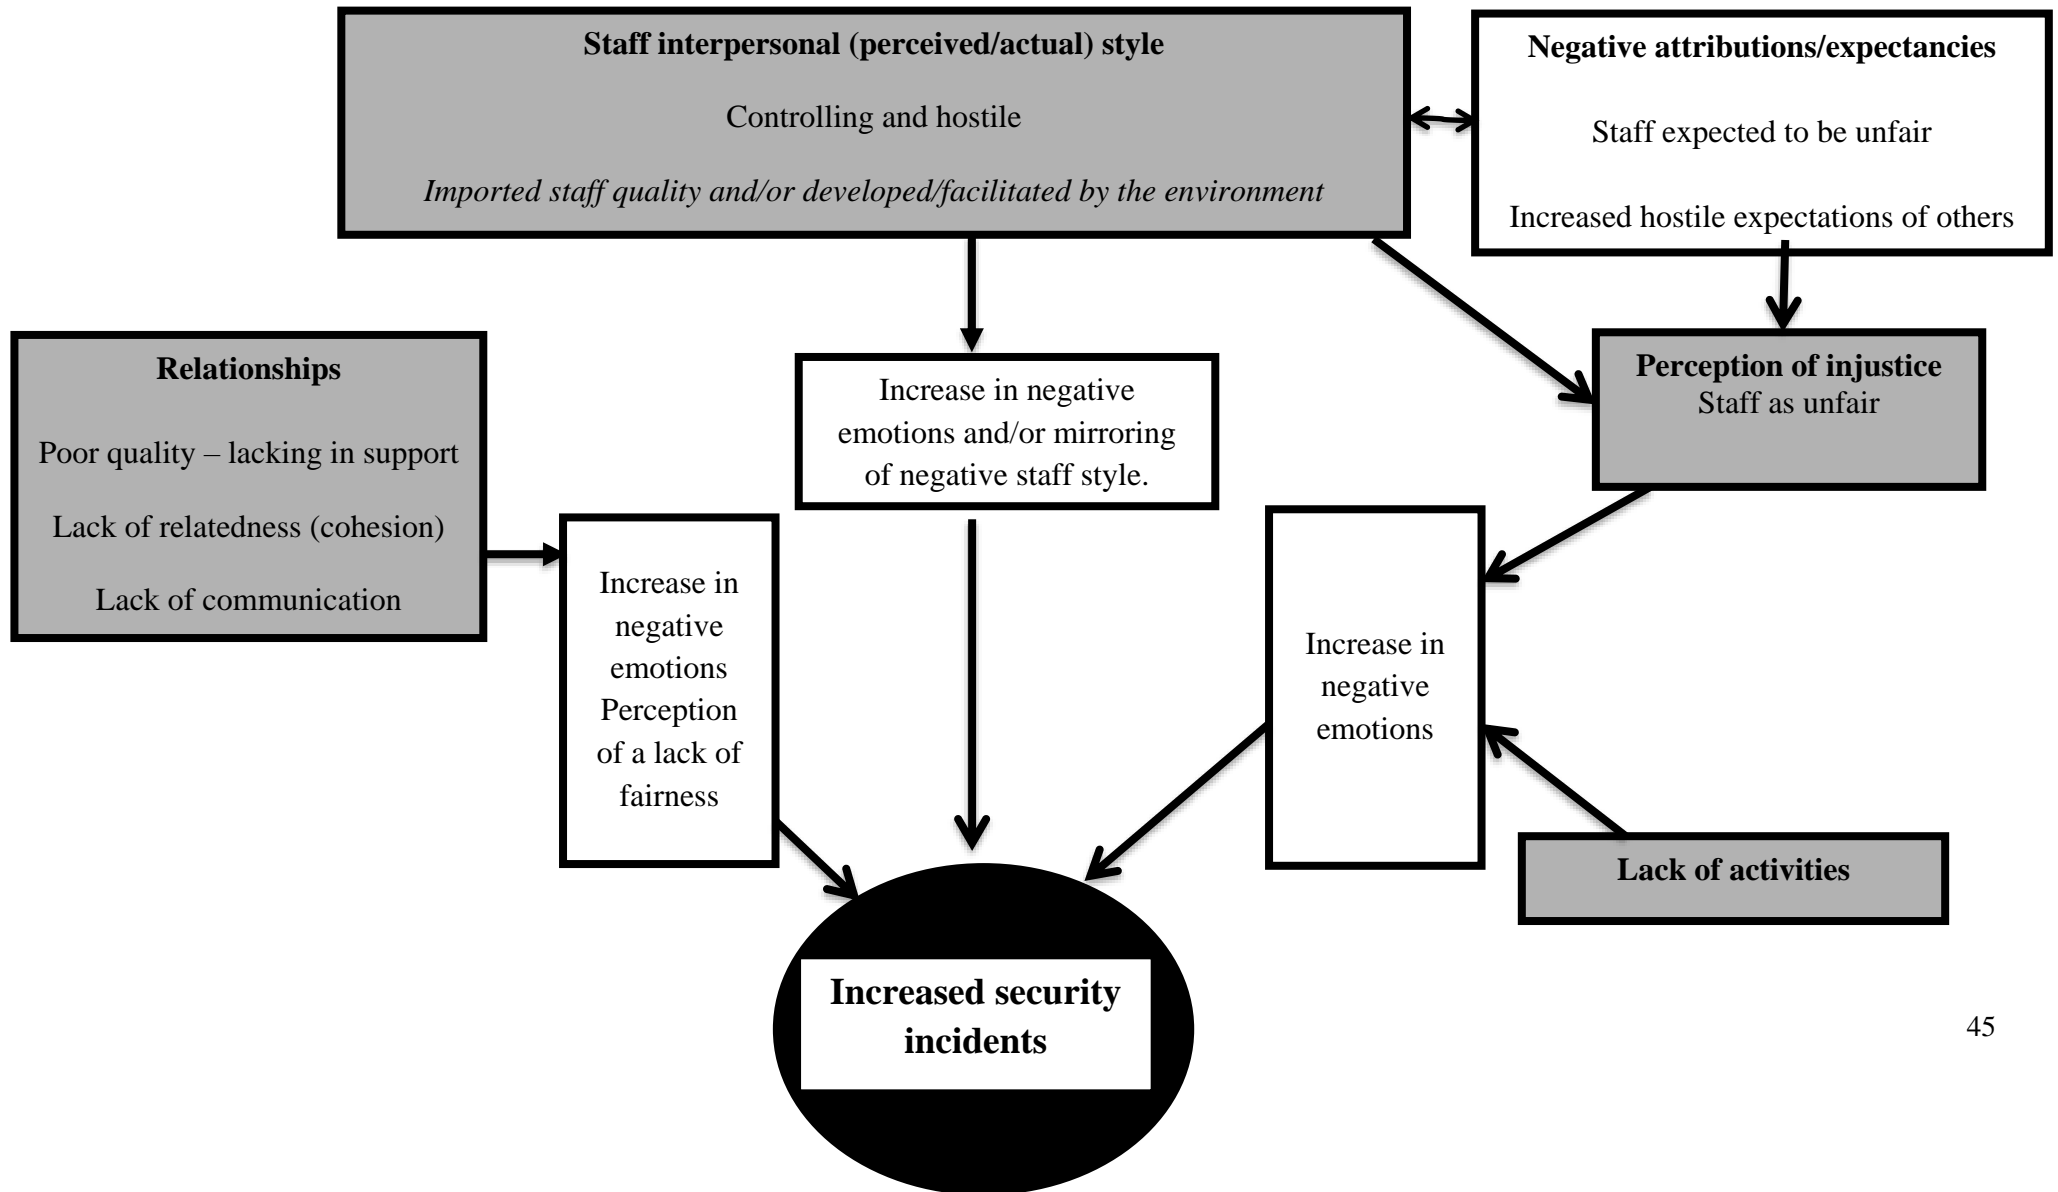 Staff interpersonal (perceived/actual) style
Controlling and hostile
Imported staff quality and/or developed/facilitated by the environment
Negative attributions/expectancies
Staff expected to be unfair
Increased hostile expectations of others
Relationships
Poor quality – lacking in support
Lack of relatedness (cohesion)
Lack of communication
Increase in negative
emotions and/or mirroring
of negative staff style.
Perception of injustice
Staff as unfair
Increase in
negative
emotions
Perception
of a lack of
fairness
Increase in
negative
emotions
Lack of activities
Increased security
incidents
45